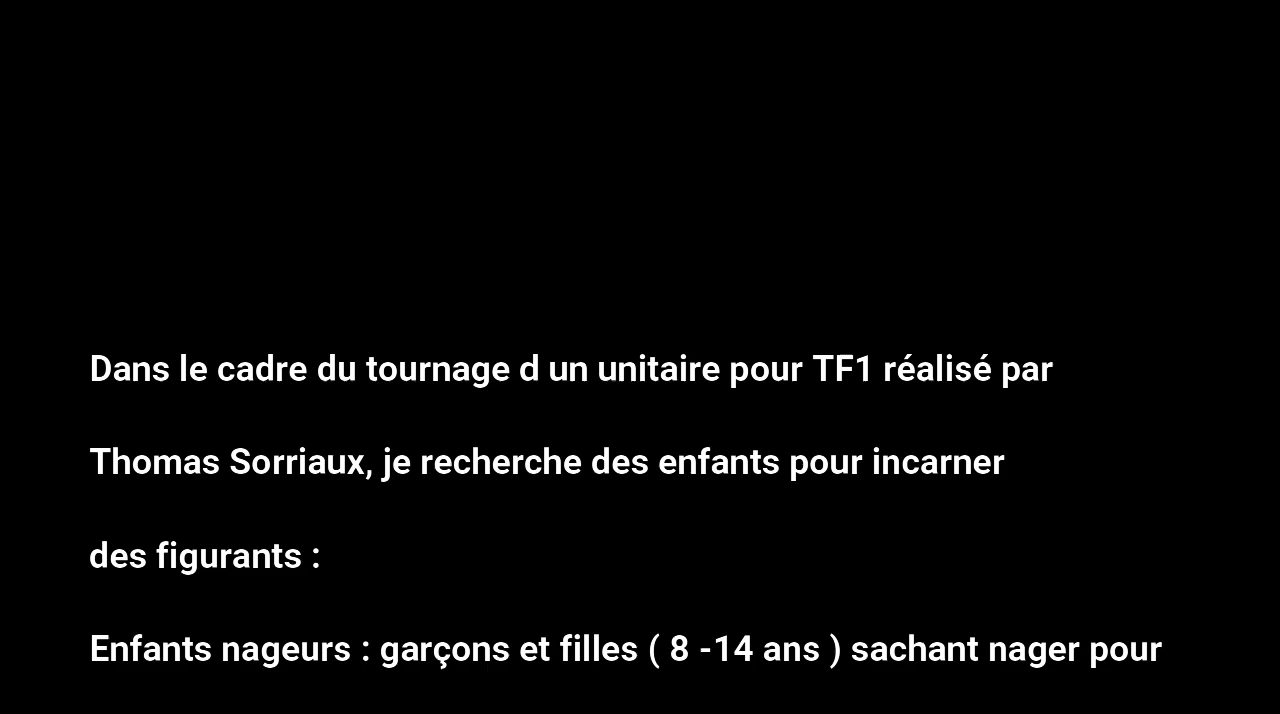 Dans le cadre du tournage d un unitaire pour TF1 réalisé par
Thomas Sorriaux, je recherche des enfants pour incarner
des figurants :
Enfants nageurs : garçons et filles ( 8 -14 ans ) sachant nager pour